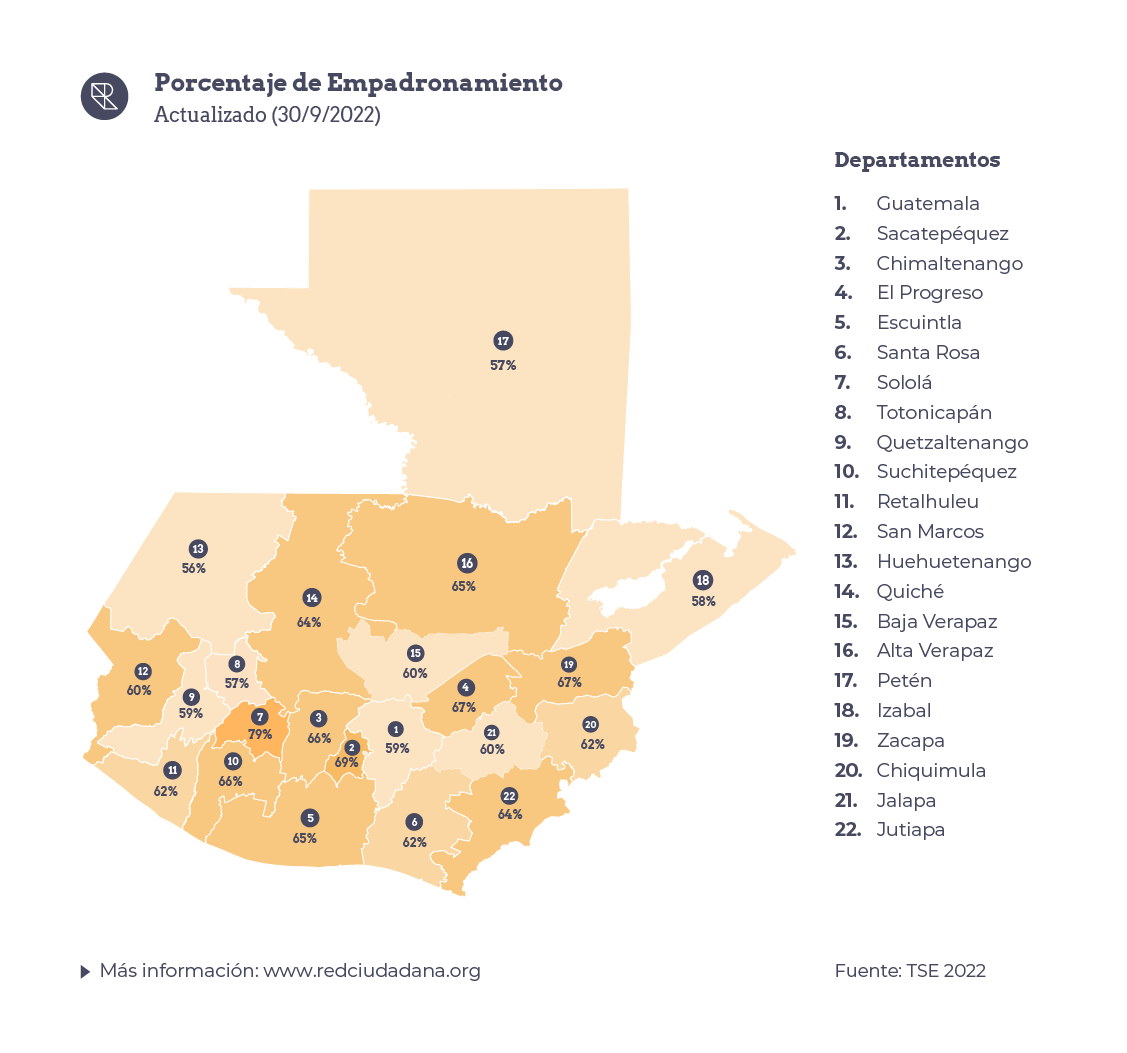 Porcentaje de Empadronamiento
Actualizado (30/9/2022)
Departamentos
1. Guatemala
2. Sacatepéquez
3. Chimaltenango
4. El Progreso
5. Escuintla
6. Santa Rosa
7. Sololá
8. Totonicapán
9. Quetzaltenango
10. Suchitepéquez
11. Retalhuleu
12. San Marcos
13. Huehuetenango
14. Quiché
15. Baja Verapaz
16. Alta Verapaz
17. Petén
18. Izabal
19. Zacapa
20. Chiquimula
21. Jalapa
22. Jutiapa
17
57%
13
56%
16
65%
18
58%
14
64%
15
60%
8
57%
19
67%
12
60%
4
67%
9
59%
7
79%
3
66%
1
59%
20
62%
21
60%
2
69%
10
66%
11
62%
22
64%
5
65%
6
62%
Más información: www.redciudadana.org
Fuente: TSE 2022